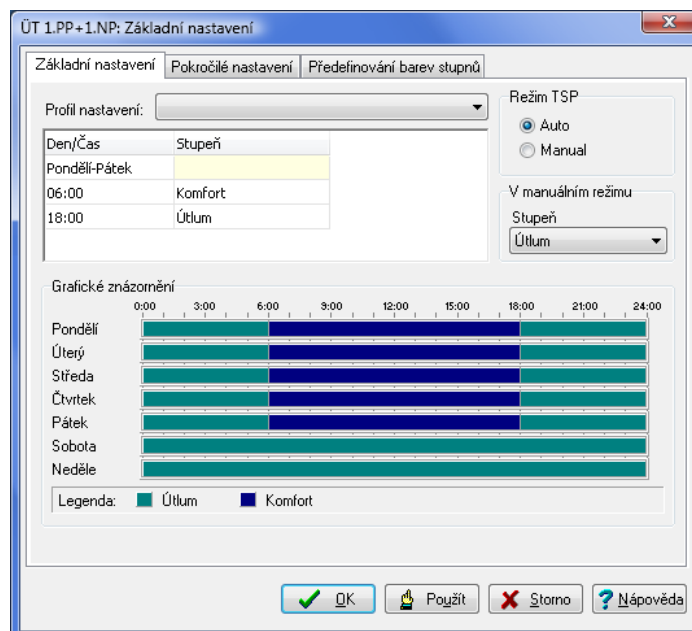 ÜT 1.PP+1.NP: Základní nastavení
Základní nastavení Pokročilé nastavení Předefinování barev stupnů
Profil nastavení:
Režim TSP
Auto
Manual
Den/Čas Stupeň
Pondělí-Pátek
06:00 Komfort
18:00 Útlum
V manuálním režimu
Stupeň
Útlum
Grafické znázornění
0:00 3:00 6:00 9:00 12:00 15:00 18:00 21:00 24:00
Pondělí
Úterý
Středa
Čtvrtek
Pátek
Sobota
Neděle
Legenda: Útlum Komfort
OK Použít Storno Nápověda